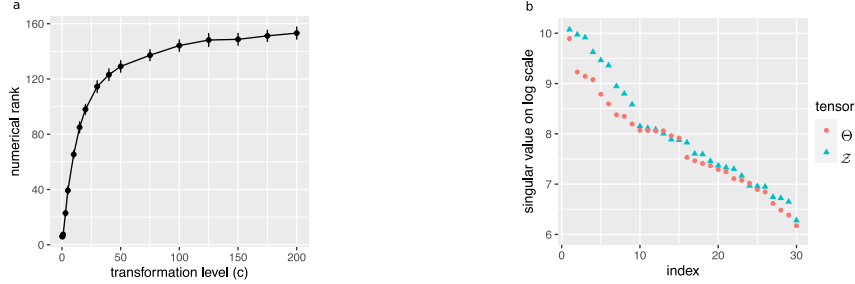 a
160
120
80
40
0
numerical rank
0
50
100
150
200
transformation level (c)
b
10
9
8
7
6
singular value on log scale
0
10
20
30
index
tensor
Θ
𝒵